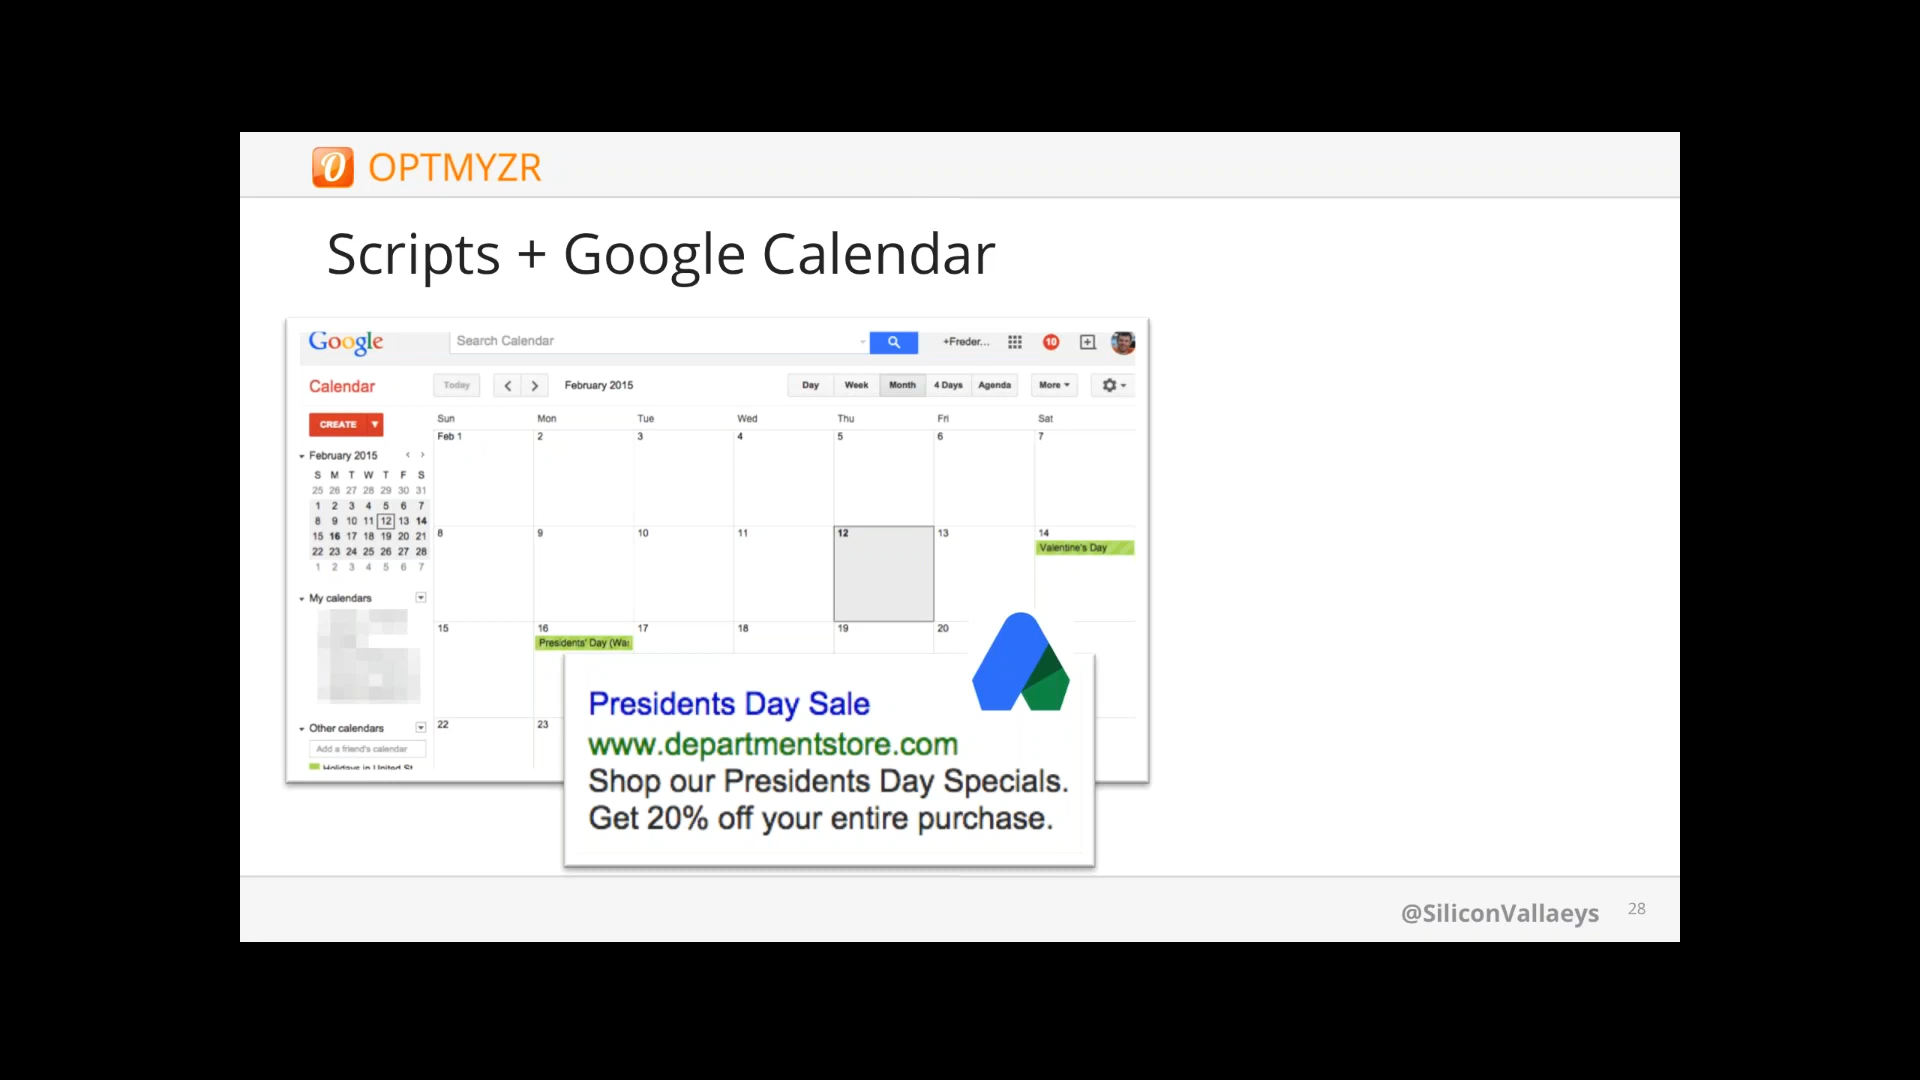 OPTMYZR
Scripts + Google Calendar
Google
Search Calendar
+Freder...
10
Calendar
Today
February 2015
Day Week Month 4 Days Agenda
More
CREATE
Sun Mon Tue Wed Thu Fri Sat
Feb 1 2 3 4 5 6 7
February 2015
S M T W T F S
25 26 27 28 29 30 31
1 2 3 4 5 6 7
8 9 10 11 12 13 14
15 16 17 18 19 20 21
22 23 24 25 26 27 28
1 2 3 4 5 6 7
8 9 10 11 12 13 14
Valentine's Day
My calendars
15 16 17 18 19 20
Presidents' Day (Wa
Other calendars
Add a friend's calendar
Holidays in United St
22 23
Presidents Day Sale
www.departmentstore.com
Shop our Presidents Day Specials.
Get 20% off your entire purchase.
@SiliconVallaeys
28